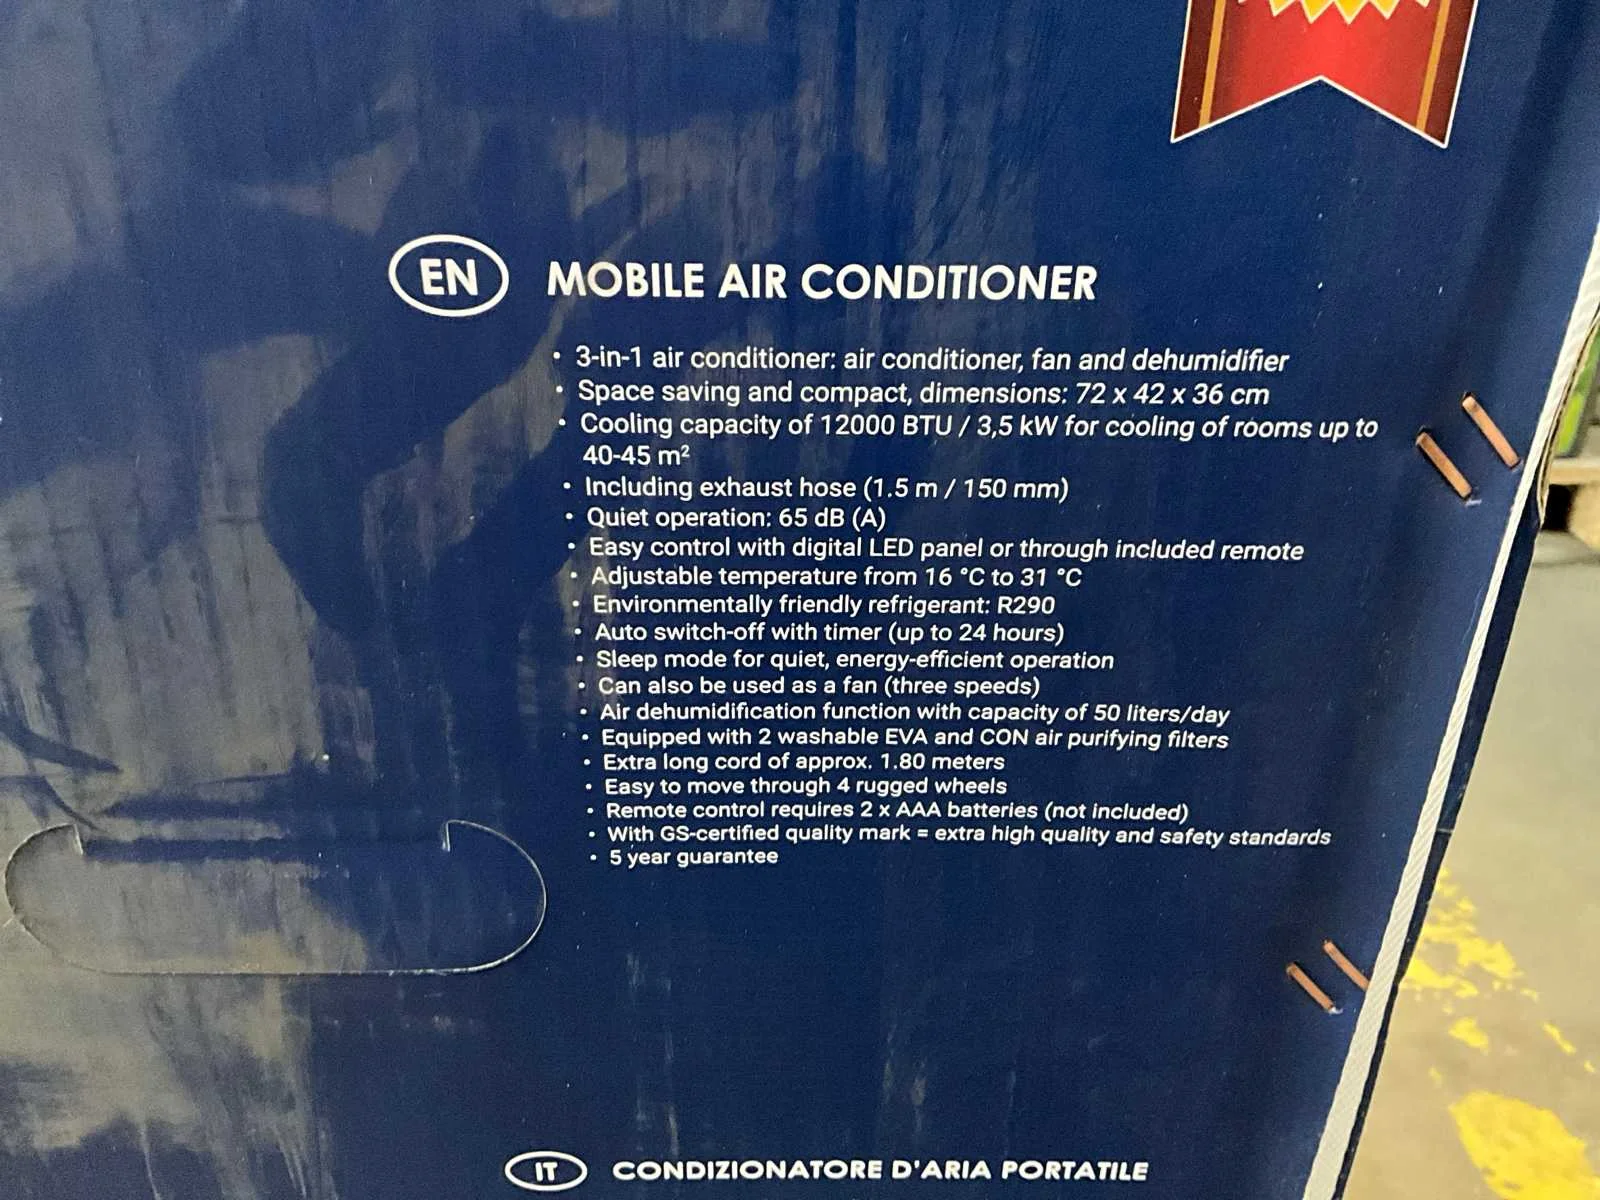 EN MOBILE AIR CONDITIONER
• 3-in-1 air conditioner: air conditioner, fan and dehumidifier
• Space saving and compact, dimensions: 72 x 42 x 36 cm
• Cooling capacity of 12000 BTU / 3,5 kW for cooling of rooms up to
40-45 m²
• Including exhaust hose (1.5 m / 150 mm)
• Quiet operation: 65 dB (A)
• Easy control with digital LED panel or through included remote
• Adjustable temperature from 16 °C to 31 °C
• Environmentally friendly refrigerant: R290
• Auto switch-off with timer (up to 24 hours)
• Sleep mode for quiet, energy-efficient operation
• Can also be used as a fan (three speeds)
• Air dehumidification function with capacity of 50 liters/day
• Equipped with 2 washable EVA and CON air purifying filters
• Extra long cord of approx. 1.80 meters
• Easy to move through 4 rugged wheels
• Remote control requires 2 x AAA batteries (not included)
• With GS-certified quality mark = extra high quality and safety standards
• 5 year guarantee
IT CONDIZIONATORE D'ARIA PORTATILE